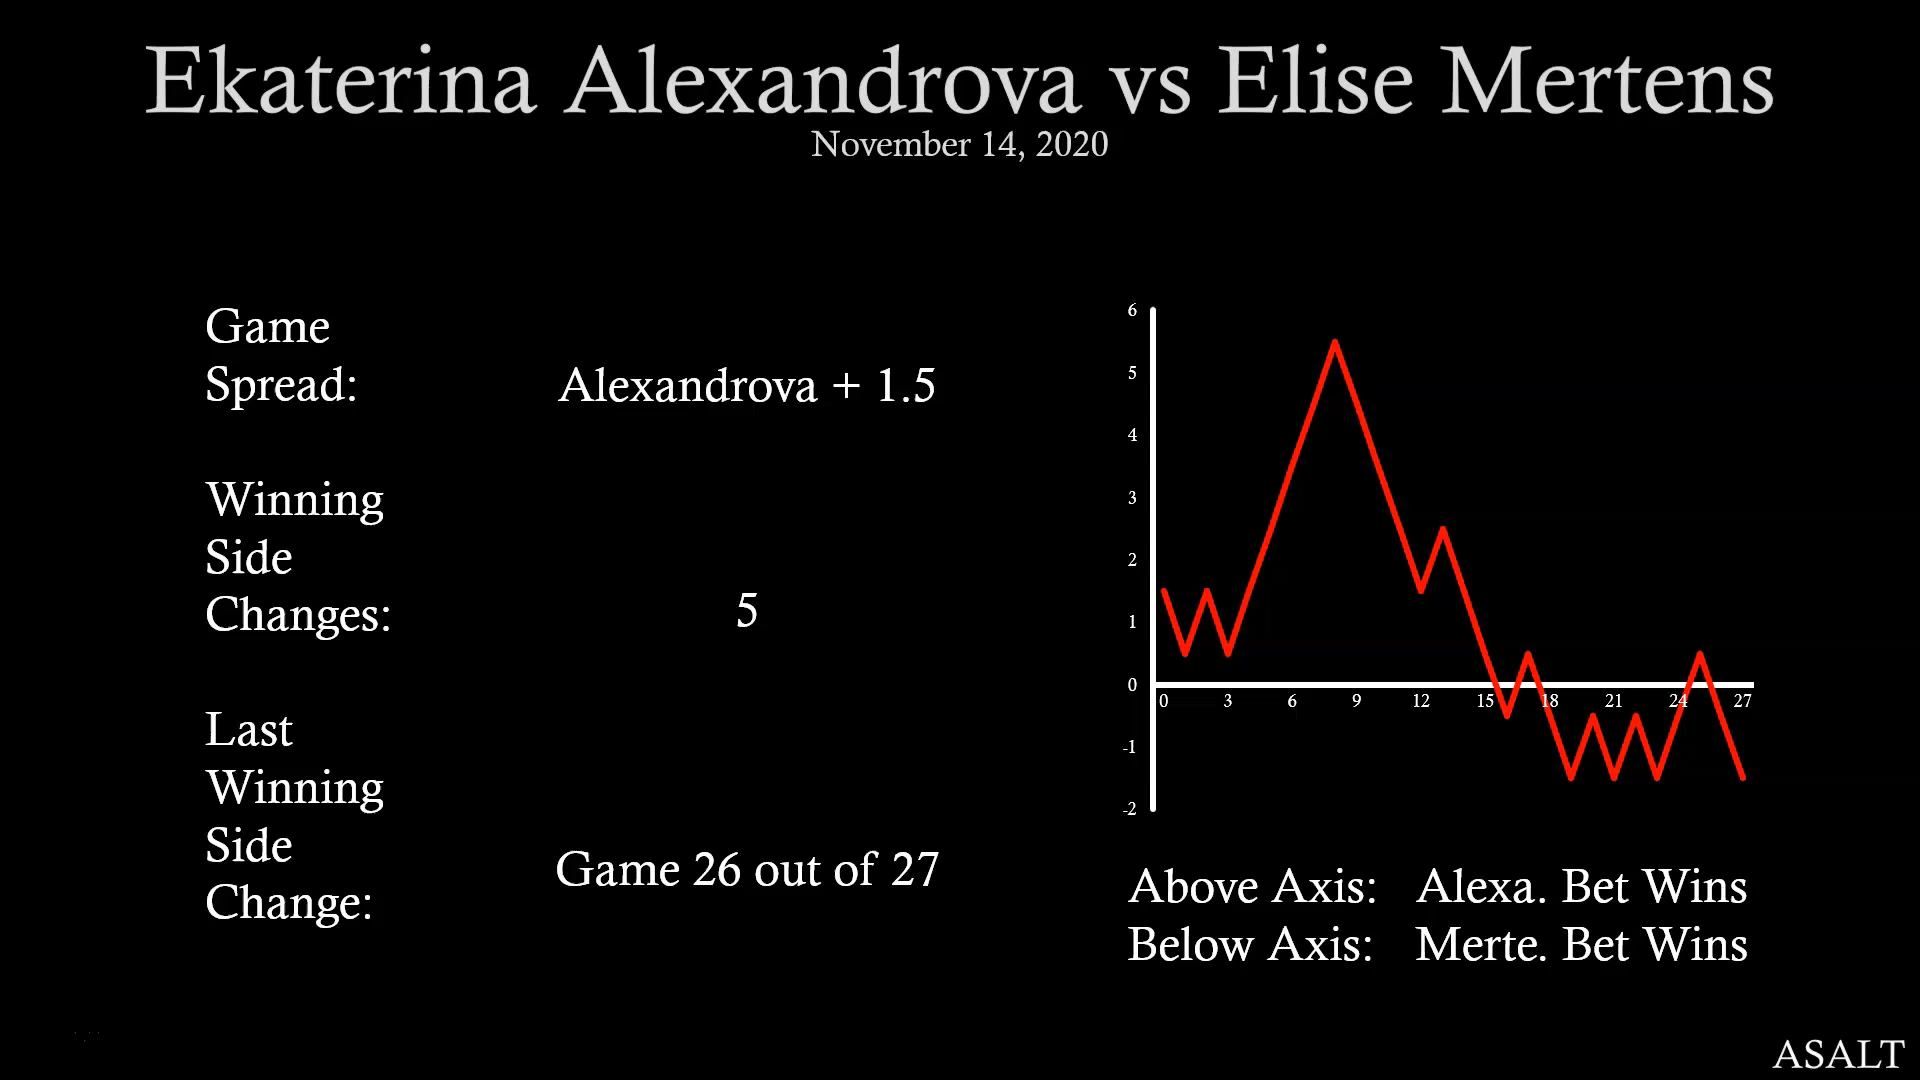 Ekaterina Alexandrova vs Elise Mertens
November 14, 2020
Game
Spread:
Alexandrova + 1.5
Winning
Side
Changes:
5
Last
Winning
Side
Change:
Game 26 out of 27
6
5
4
3
2
1
0
-1
-2
0 3 6 9 12 15 18 21 24 27
Above Axis: Alexa. Bet Wins
Below Axis: Merte. Bet Wins
ASALT